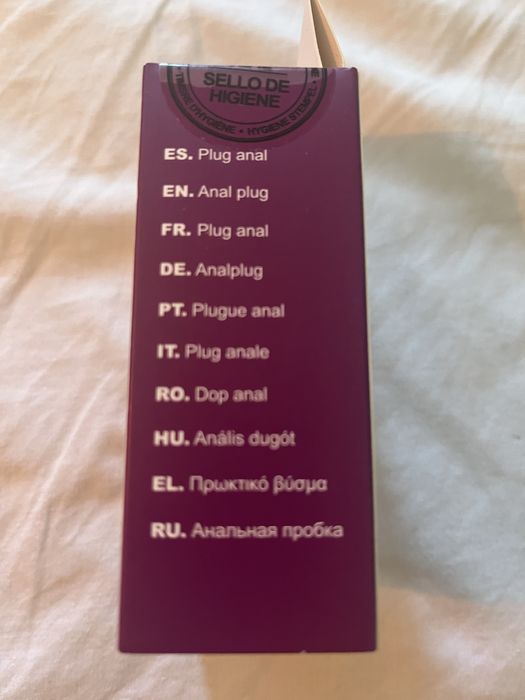 SELLO DE
HIGIENE
TIMBRE D'HYGIÈNE • HYGIENE STEMPEL •
ES. Plug anal
EN. Anal plug
FR. Plug anal
DE. Analplug
PT. Plugue anal
IT. Plug anale
RO. Dop anal
HU. Anális dugót
EL. Πρωκτικό βύσμα
RU. Анальная пробка